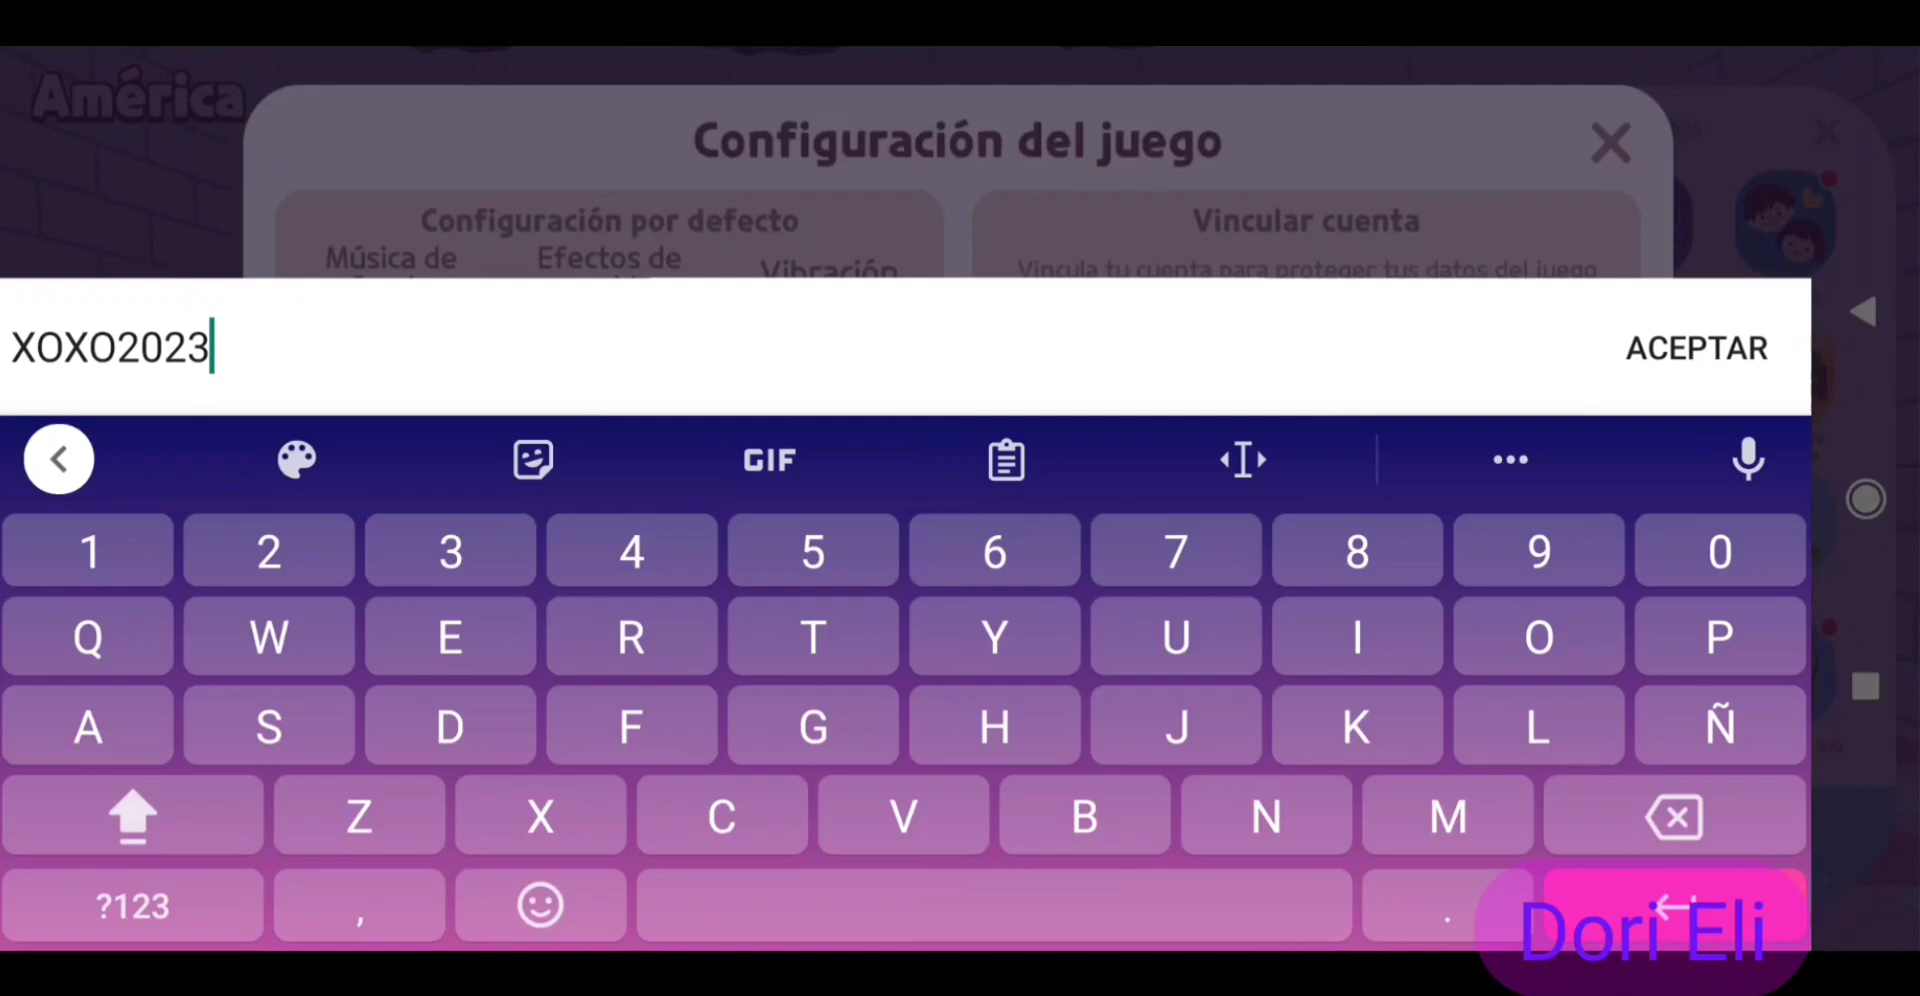 América
Configuración del juego
Configuración por defecto
Vincular cuenta
Música de
Efectos de
Vibración
Vincula tu cuenta para proteger tus datos del juego
XOXO2023
ACEPTAR
GIF
1 2 3 4 5 6 7 8 9 0
Q W E R T Y U I O P
A S D F G H J K L Ñ
Z X C V B N M
?123 , .
Dori Eli